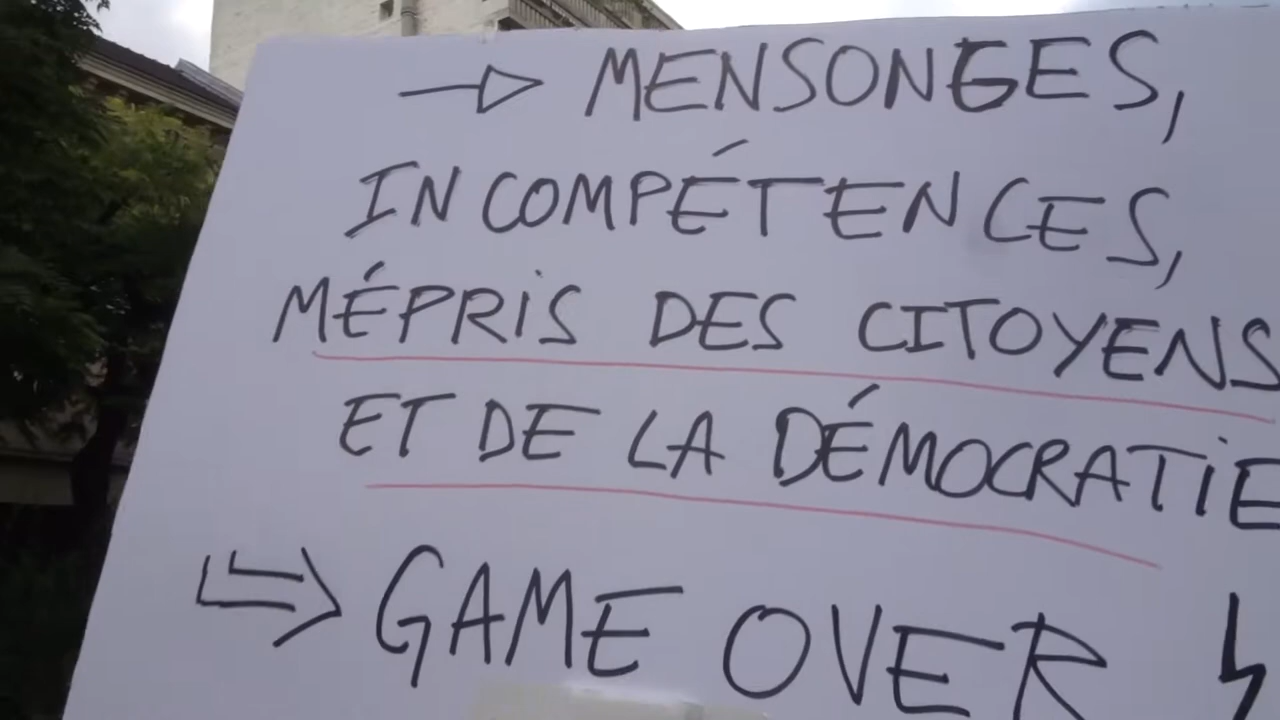 → MENSONGES,
INCOMPÉTENCES,
MÉPRIS DES CITOYENS
ET DE LA DÉMOCRATIE
⇒ GAME OVER